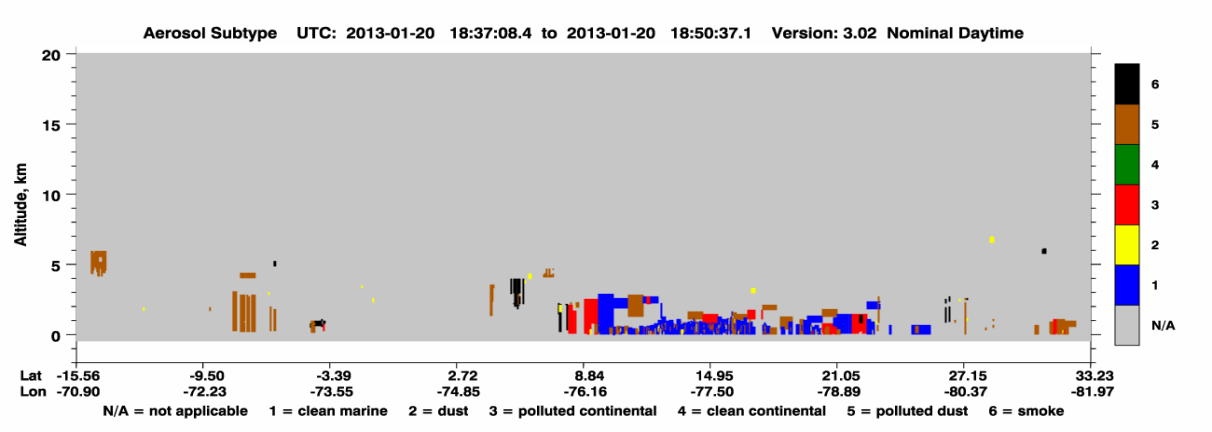 Aerosol Subtype UTC: 2013-01-20 18:37:08.4 to 2013-01-20 18:50:37.1 Version: 3.02 Nominal Daytime
20
15
10
5
0
Altitude, km
6
5
4
3
2
1
N/A
Lat -15.56 -9.50 -3.39 2.72 8.84 14.95 21.05 27.15 33.23
Lon -70.90 -72.23 -73.55 -74.85 -76.16 -77.50 -78.89 -80.37 -81.97
N/A = not applicable 1 = clean marine 2 = dust 3 = polluted continental 4 = clean continental 5 = polluted dust 6 = smoke